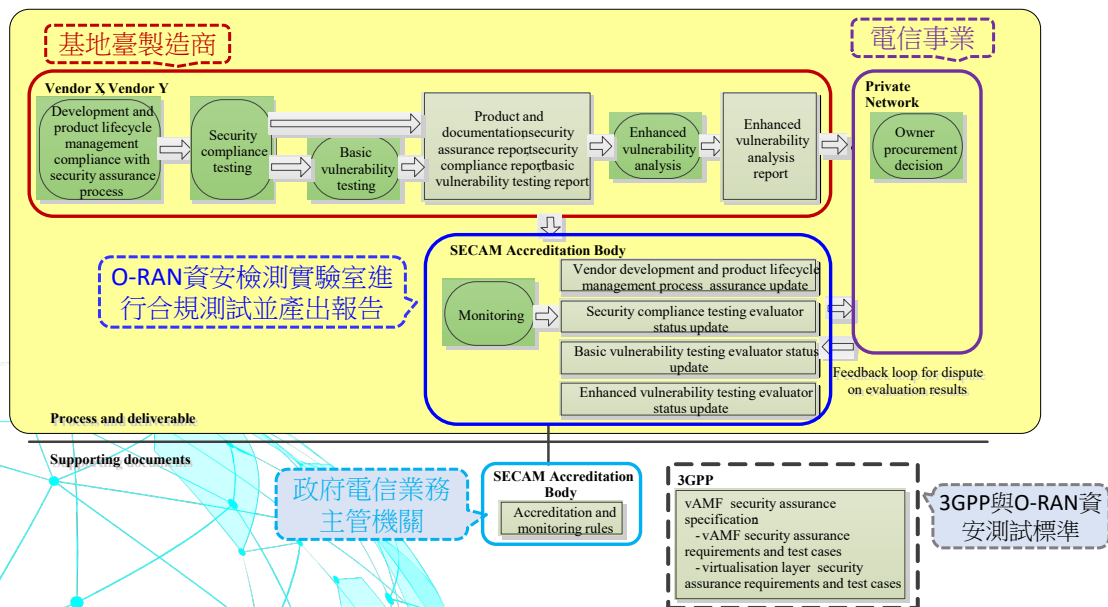 基地臺製造商
電信事業
Vendor X Vendor Y
Development and
product lifecycle
management
compliance with
security assurance
process
Security
compliance
testing
Basic
vulnerability
testing
Product and
documentation,security
assurance report,security
compliance report,basic
vulnerability testing report
Enhanced
vulnerability
analysis
Enhanced
vulnerability
analysis
report
Private
Network
Owner
procurement
decision
O-RAN資安檢測實驗室進
行合規測試並產出報告
SECAM Accreditation Body
Monitoring
Vendor development and product lifecycle
management process assurance update
Security compliance testing evaluator
status update
Basic vulnerability testing evaluator status
update
Enhanced vulnerability testing evaluator
status update
Feedback loop for dispute
on evaluation results
Process and deliverable
Supporting documents
政府電信業務
主管機關
SECAM Accreditation
Body
Accreditation and
monitoring rules
3GPP
vAMF security assurance
specification
-vAMF security assurance
requirements and test cases
-virtualisation layer security
assurance requirements and test cases
3GPP與O-RAN資
安測試標準